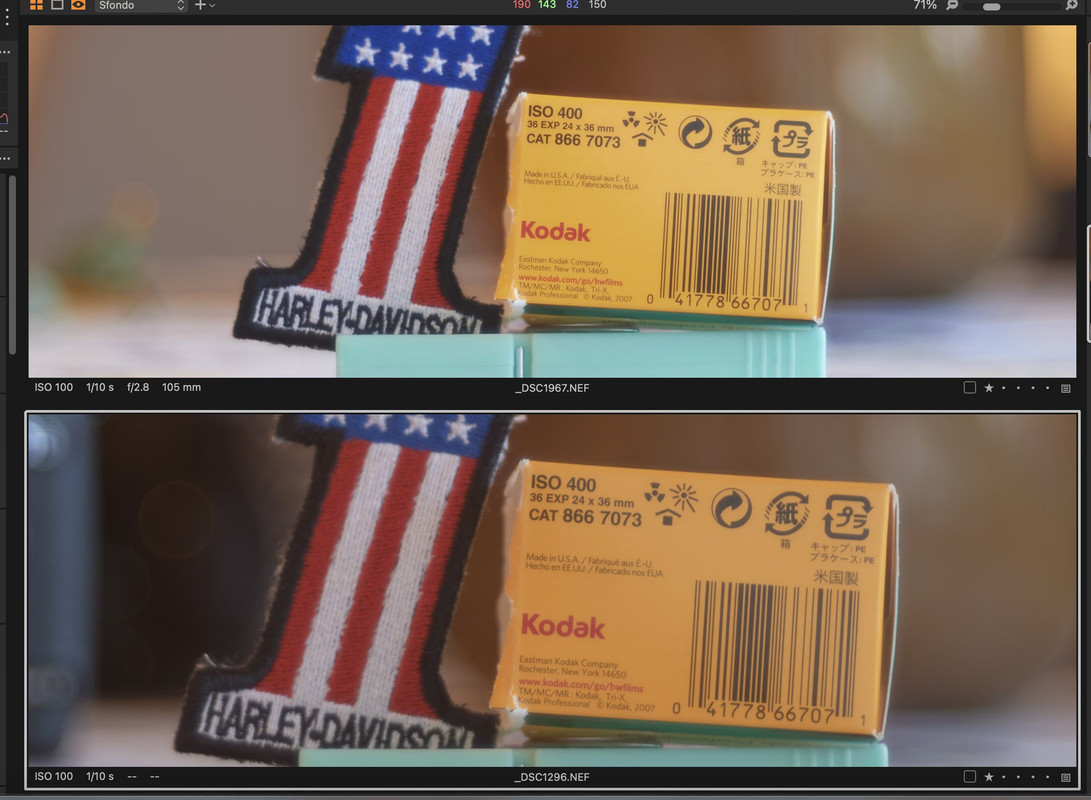 Sfondo
190 143 82 150
71%
ISO 400
36 EXP 24 x 36 mm
CAT 866 7073
紙
プラ
箱
キャップ: PE
プラケース: PE
Made in U.S.A. / Fabriqué aux É.-U.
Hecho en EE.UU. / Fabricado nos EUA
米国製
Kodak
Eastman Kodak Company
Rochester, New York 14650
www.kodak.com/go/bwfilms
TM/MC/MR: Kodak, Tri-X,
Kodak Professional © Kodak, 2007
0 41778 66707 1
HARLEY-DAVIDSON
ISO 100 1/10 s f/2.8 105 mm
_DSC1967.NEF
ISO 400
36 EXP 24 x 36 mm
CAT 866 7073
紙
プラ
箱
キャップ: PE
プラケース: PE
Made in U.S.A. / Fabriqué aux É.-U.
Hecho en EE.UU. / Fabricado nos EUA
米国製
Kodak
Eastman Kodak Company
Rochester, New York 14650
www.kodak.com/go/bwfilms
TM/MC/MR: Kodak, Tri-X,
Kodak Professional © Kodak, 2007
0 41778 66707 1
HARLEY-DAVIDSON
ISO 100 1/10 s -- --
_DSC1296.NEF